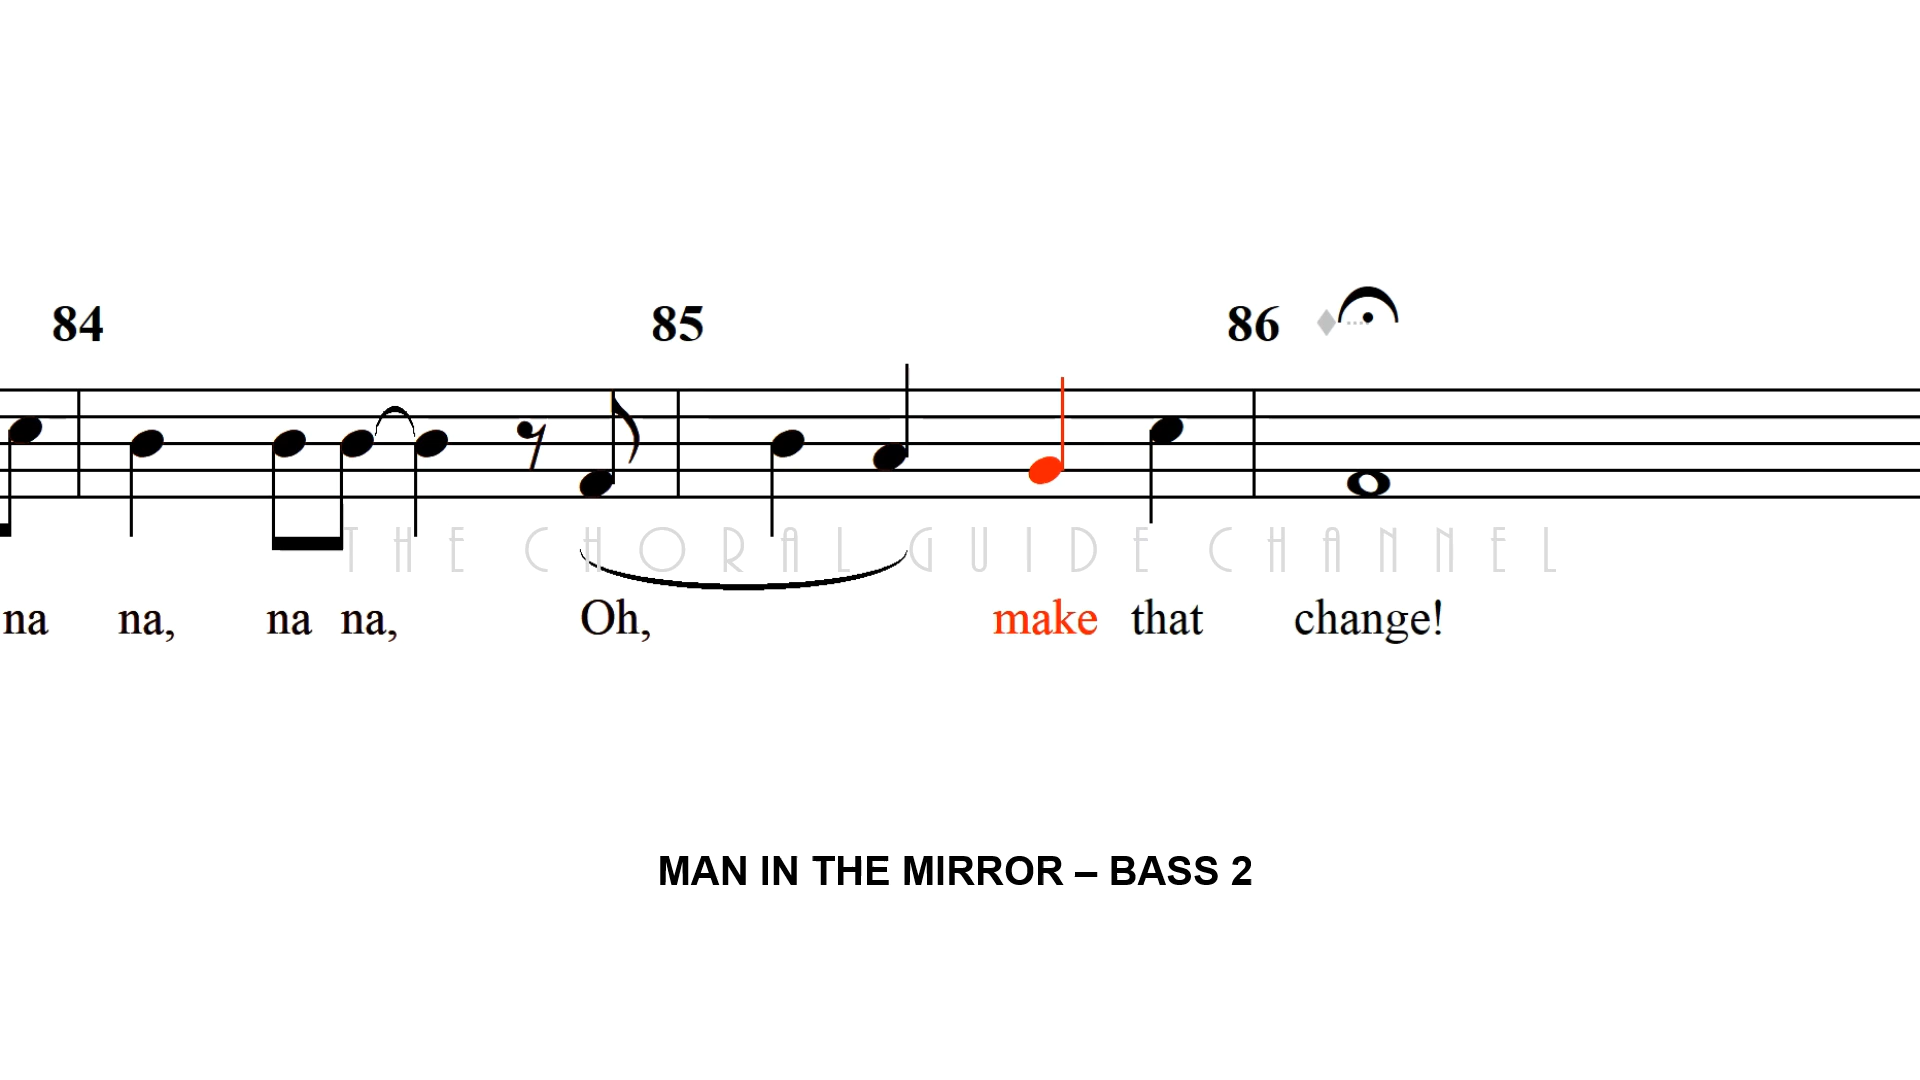 84 85 86
THE CHORAL GUIDE CHANNEL
na na, na na, Oh, make that change!
MAN IN THE MIRROR – BASS 2